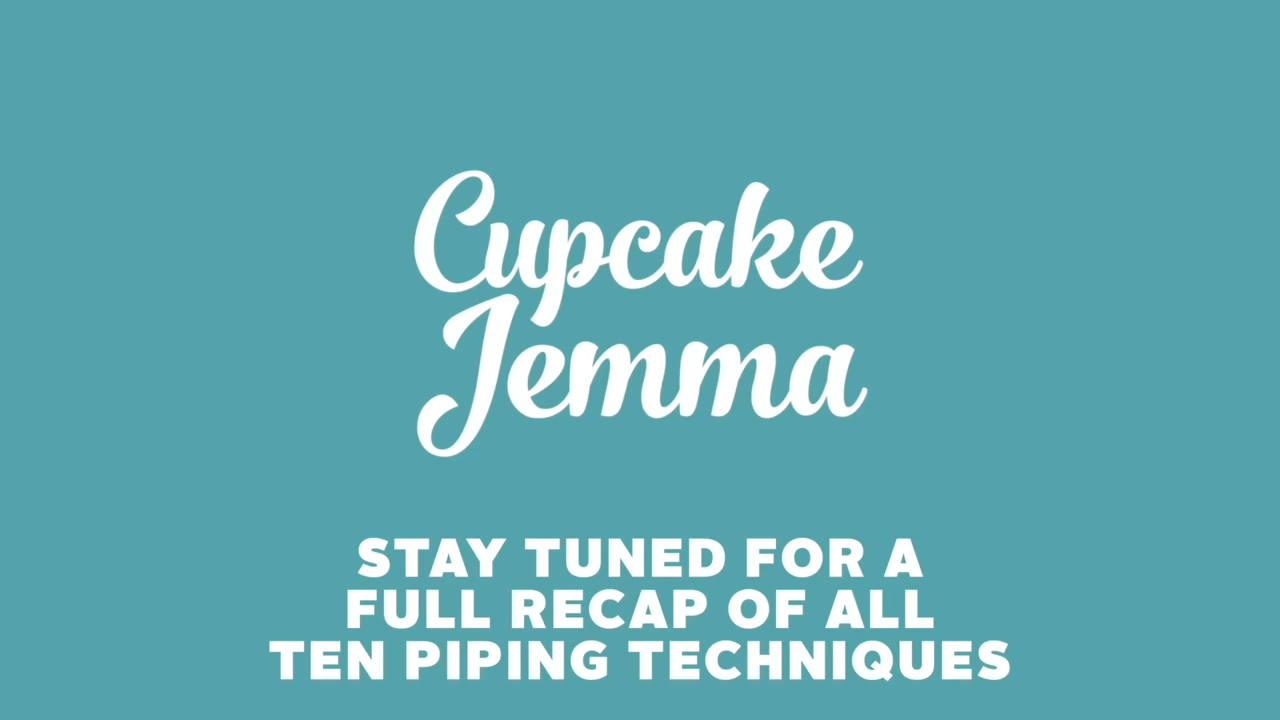 Cupcake
Jemma
STAY TUNED FOR A
FULL RECAP OF ALL
TEN PIPING TECHNIQUES